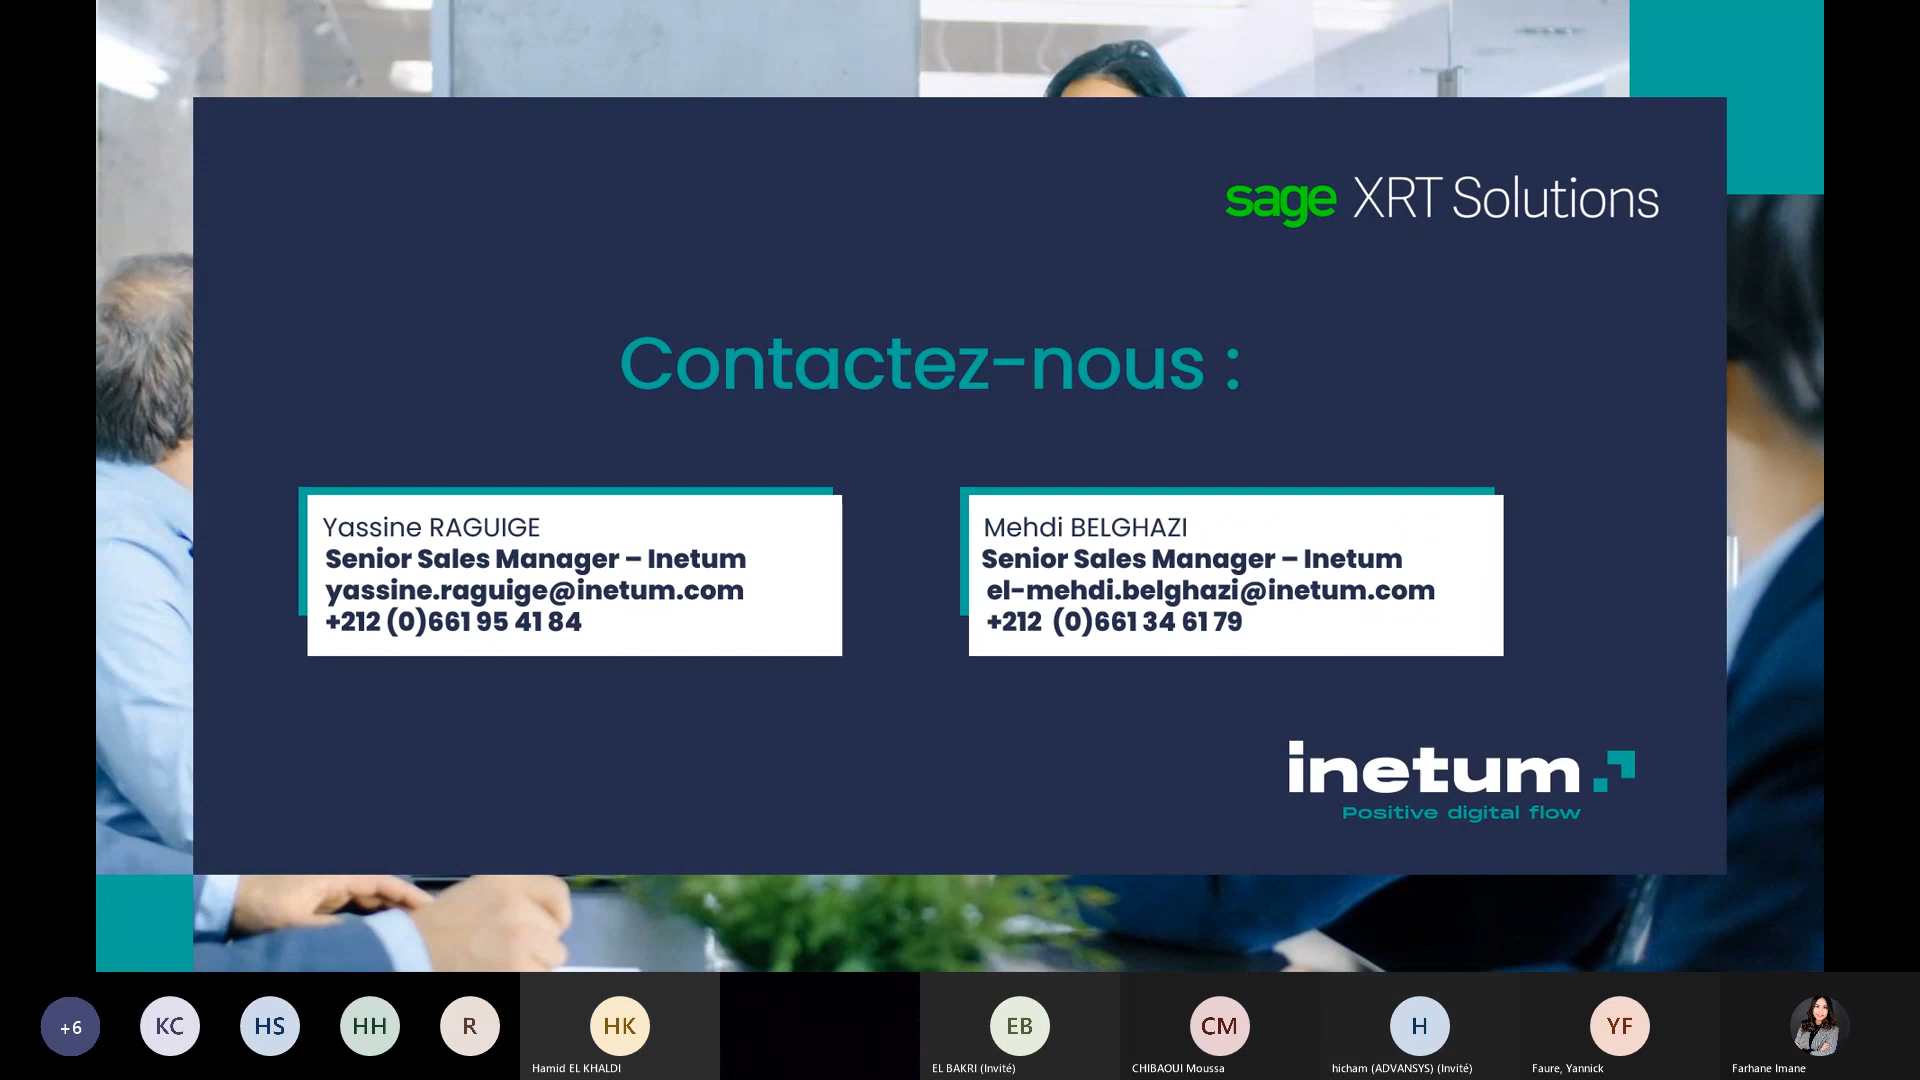 sage XRT Solutions
Contactez-nous :
Yassine RAGUIGE
Senior Sales Manager – Inetum
yassine.raguige@inetum.com
+212 (0)661 95 41 84
Mehdi BELGHAZI
Senior Sales Manager – Inetum
el-mehdi.belghazi@inetum.com
+212 (0)661 34 61 79
inetum
Positive digital flow
+6
KC
HS
HH
R
HK
Hamid EL KHALDI
EB
EL BAKRI (Invité)
CM
CHIBAOUI Moussa
H
hicham (ADVANSYS) (Invité)
YF
Faure, Yannick
Farhane Imane